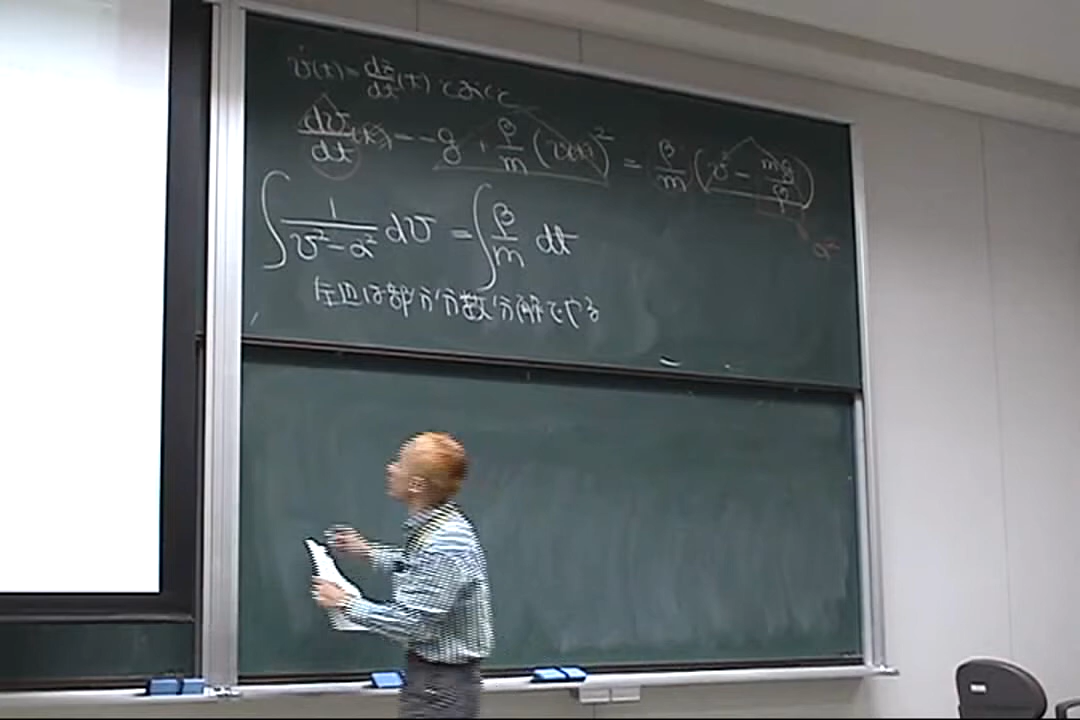 v(t) = dz/dt (t) とおくと
dv/dt (t) = -g + β/m (v(t))² = β/m (v² - mg/β)
α²
∫ 1/(v²-α²) dv = ∫ β/m dt
左辺は部分分数分解でやる